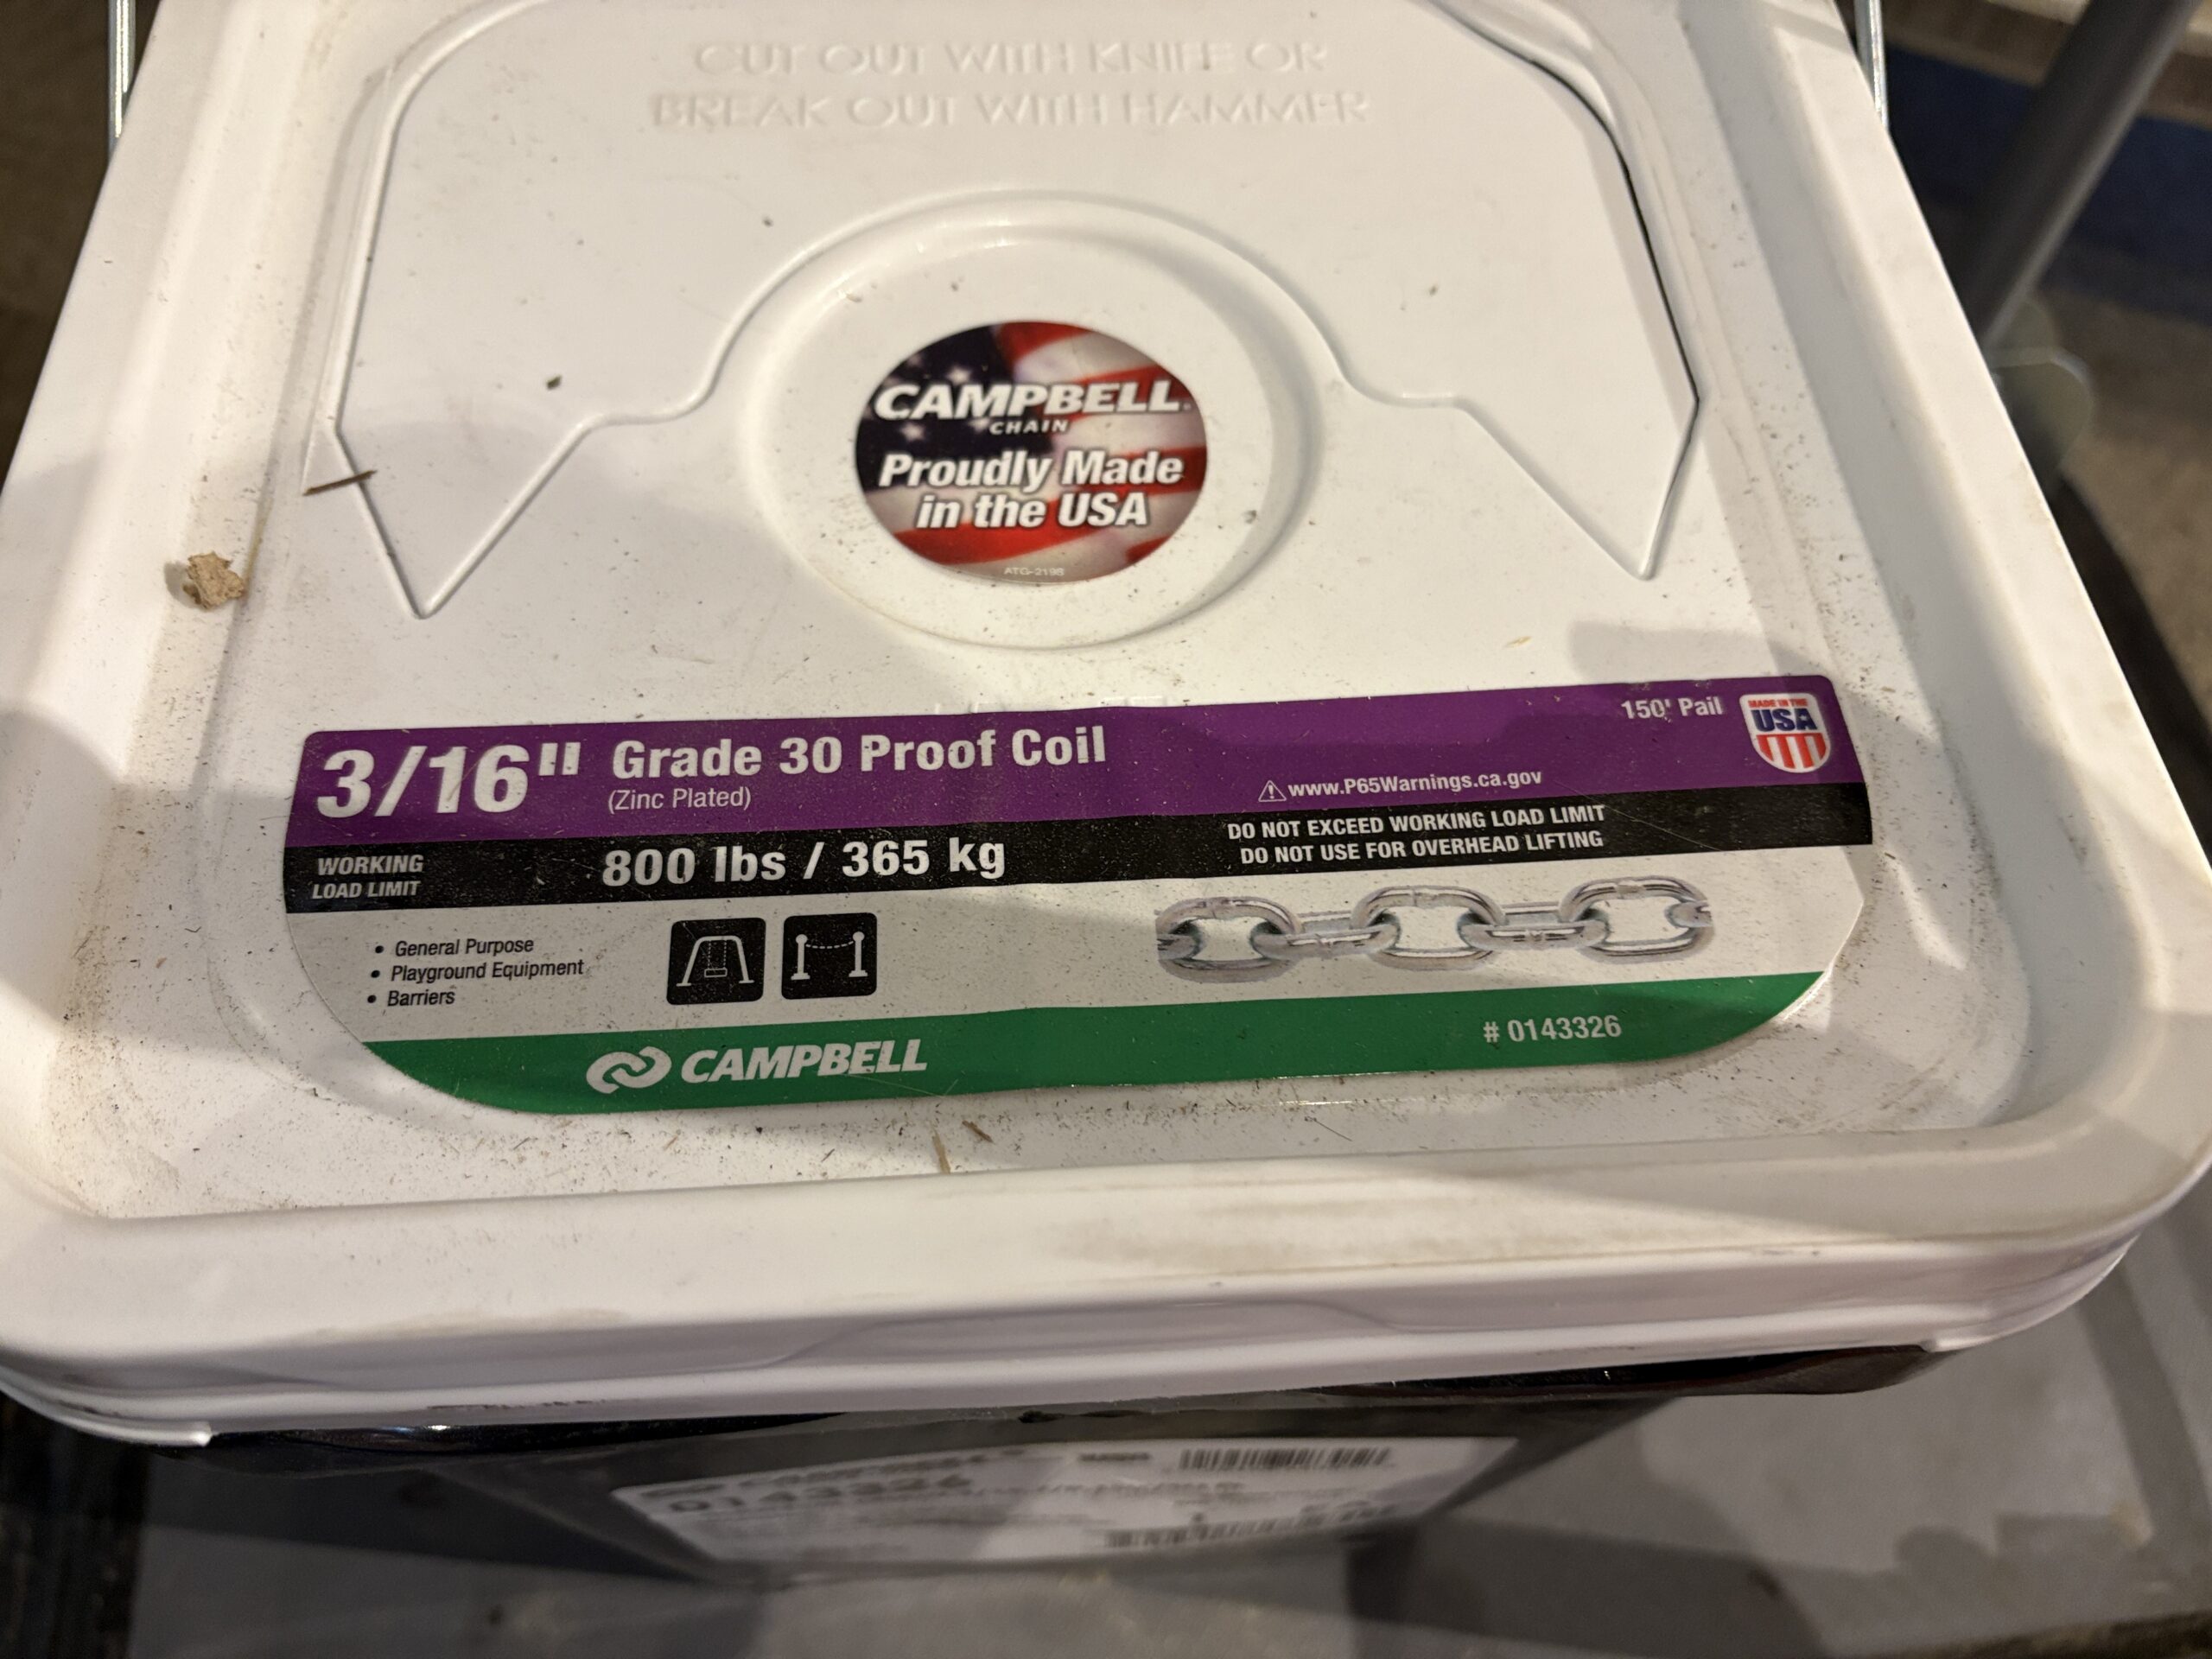 CUT OUT WITH KNIFE OR
BREAK OUT WITH HAMMER
CAMPBELL
CHAIN
Proudly Made
in the USA
ATG-219B
3/16" Grade 30 Proof Coil
(Zinc Plated)
150' Pail
MADE IN THE
USA
www.P65Warnings.ca.gov
WORKING
LOAD LIMIT
800 lbs / 365 kg
DO NOT EXCEED WORKING LOAD LIMIT
DO NOT USE FOR OVERHEAD LIFTING
• General Purpose
• Playground Equipment
• Barriers
CAMPBELL
# 0143326
0143326